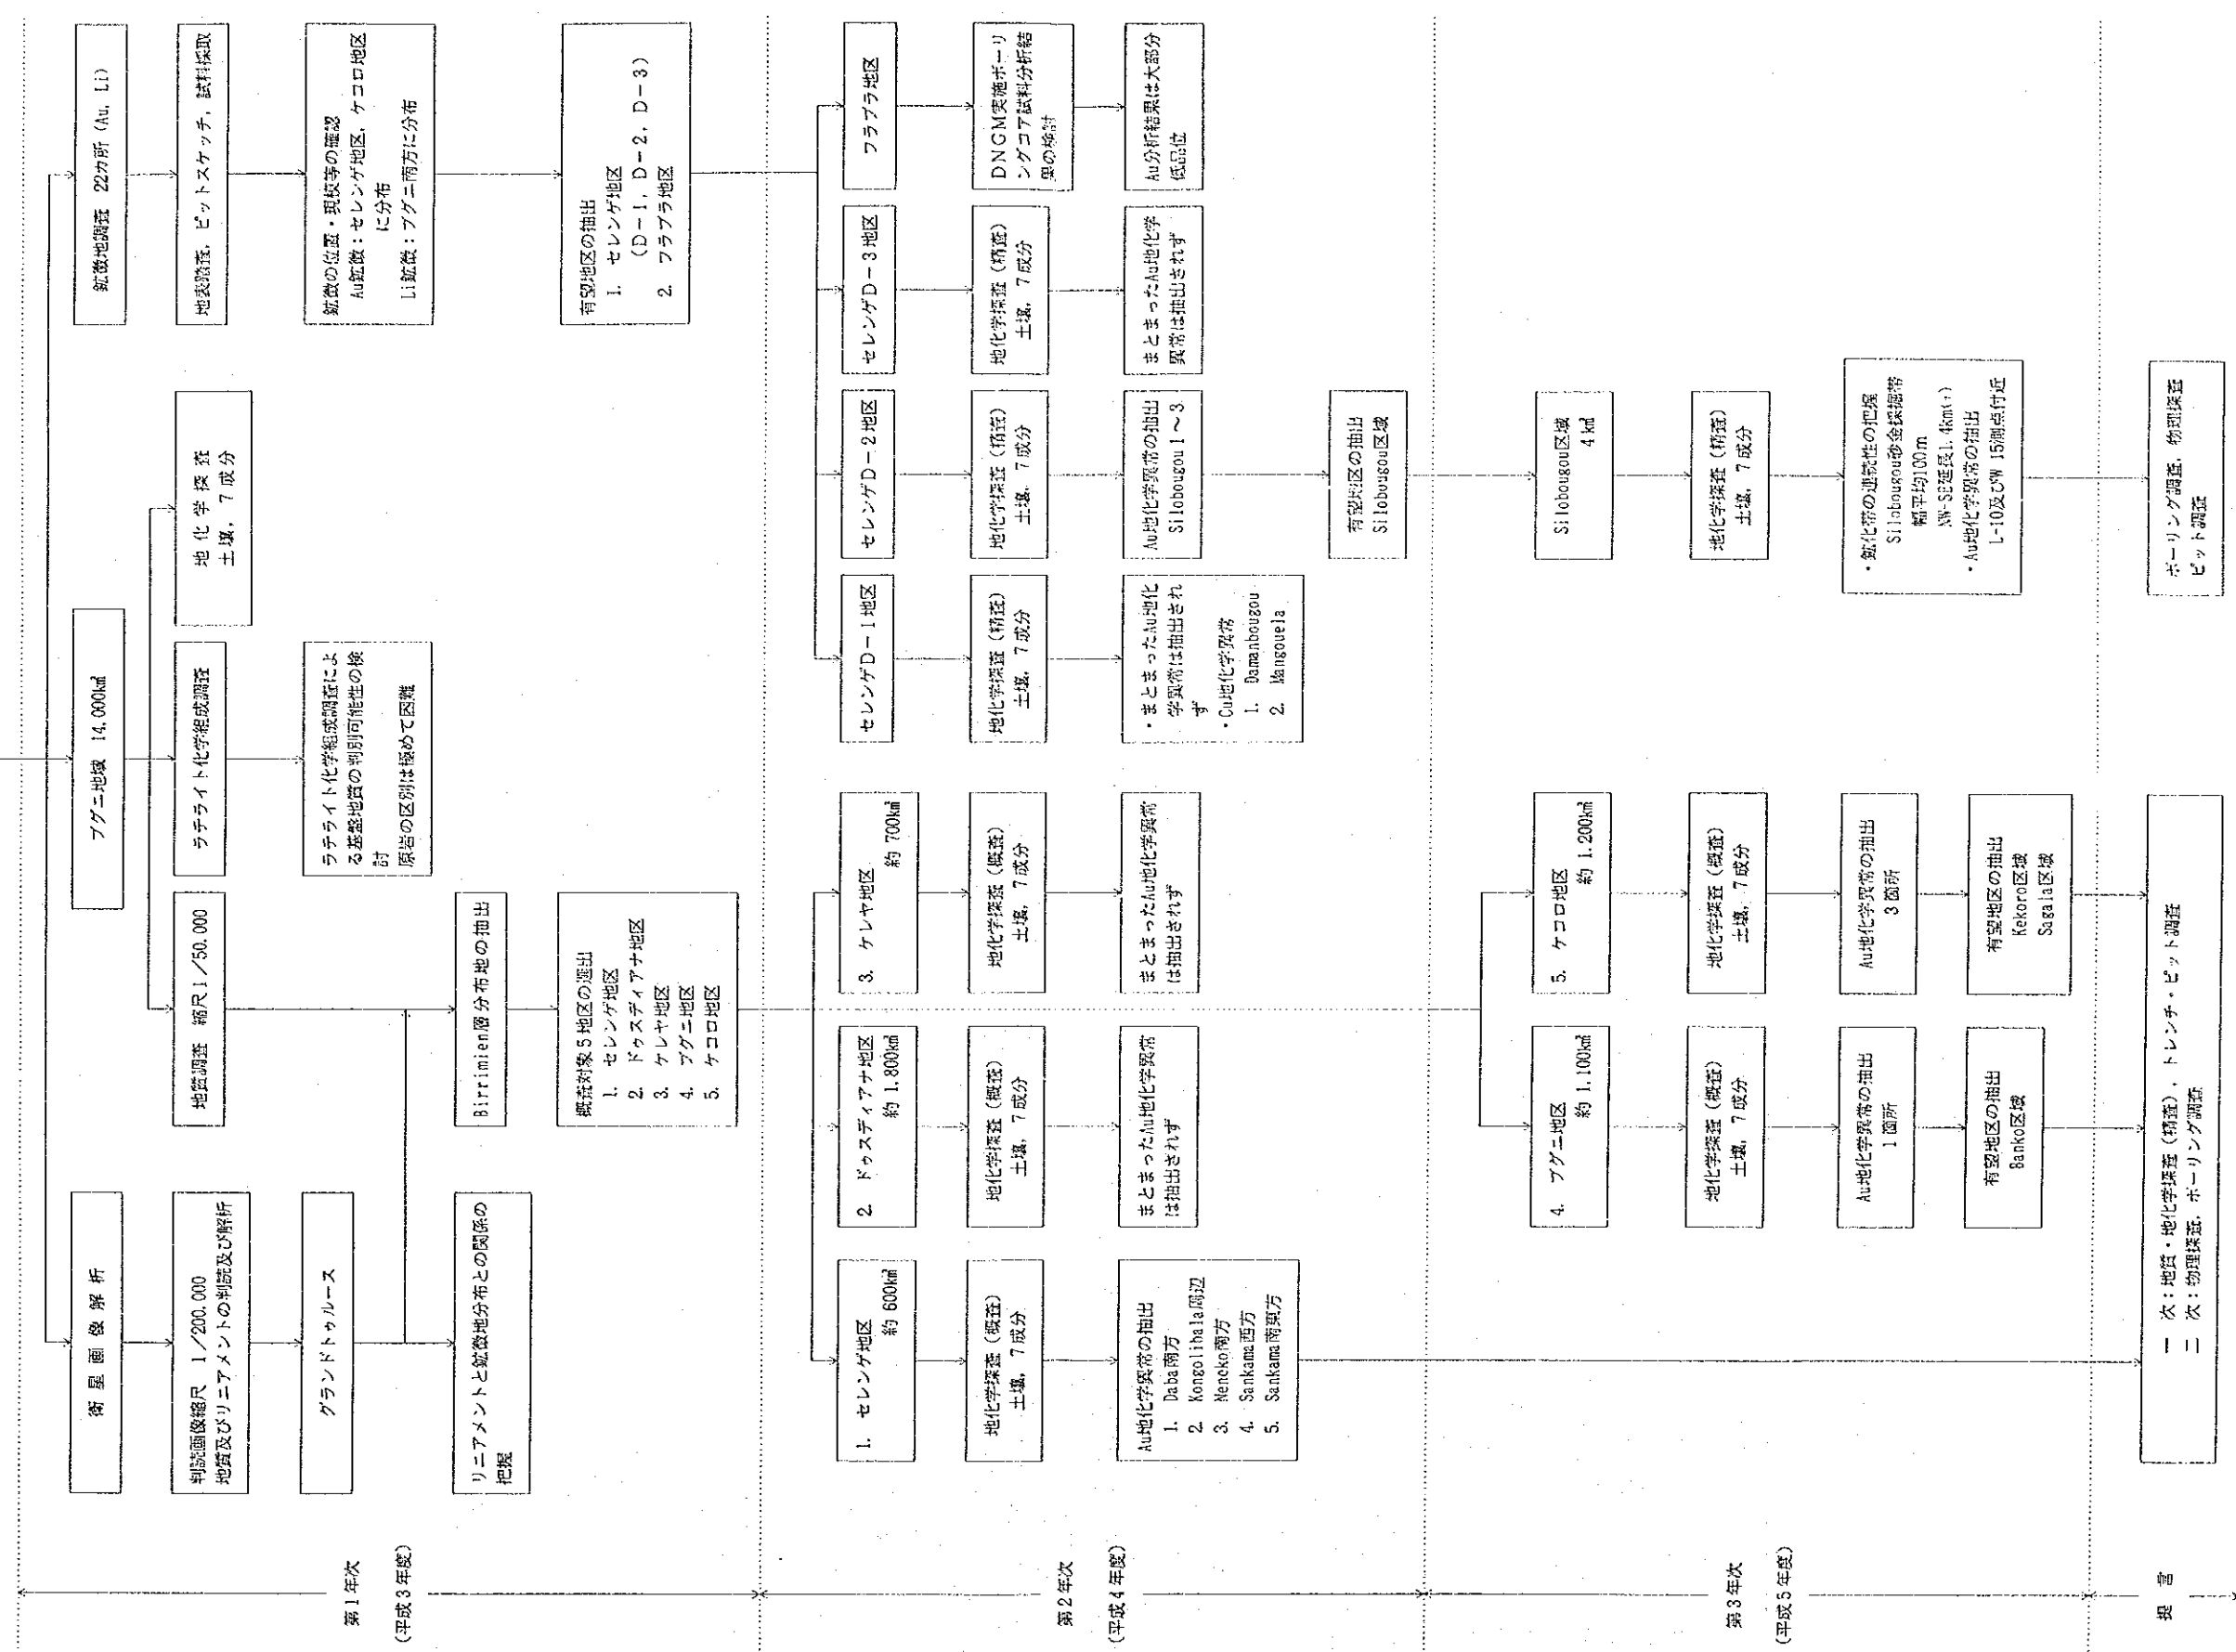 第1年次
(平成3年度)
ブグニ地域 14,000km²
衛星画像解析
判読画像縮尺 1/200,000
地質及びリニアメントの判読及び解析
グランドトゥルース
リニアメントと鉱徴地分布との関係の
把握
地質調査 縮尺1/50,000
Birrimien層分布地の抽出
概査対象5地区の選出
1. セレンゲ地区
2. ドゥスディアナ地区
3. ケレヤ地区
4. ブグニ地区
5. ケコロ地区
ラテライト化学組成調査
ラテライト化学組成調査によ
る基盤地質の判別可能性の検
討
原岩の区別は極めて困難
地化学探査
土壌, 7成分
鉱徴地調査 22カ所 (Au, Li)
地表踏査, ピットスケッチ, 試料採取
鉱徴の位置・規模等の確認
Au鉱徴:セレンゲ地区, ケコロ地区
に分布
Li鉱徴:ブグニ南方に分布
有望地区の抽出
1. セレンゲ地区
(D-1, D-2, D-3)
2. フラブラ地区
第2年次
(平成4年度)
1. セレンゲ地区
約 600km²
地化学探査 (概査)
土壌, 7成分
Au地化学異常の抽出
1. Daba南方
2. Kongolibala周辺
3. Neneko南方
4. Sankama西方
5. Sankama南東方
2. ドゥスディアナ地区
約 1,800km²
地化学探査 (概査)
土壌, 7成分
まとまったAu地化学異常
は抽出されず
3. ケレヤ地区
約 700km²
地化学探査 (概査)
土壌, 7成分
まとまったAu地化学異常
は抽出されず
セレンゲD-1地区
地化学探査 (精査)
土壌, 7成分
・まとまったAu地化
学異常は抽出され
ず
・Cu地化学異常
1. Damanbougou
2. Mangouela
セレンゲD-2地区
地化学探査 (精査)
土壌, 7成分
Au地化学異常の抽出
Silobougou 1~3
有望地区の抽出
Silobougou区域
セレンゲD-3地区
地化学探査 (精査)
土壌, 7成分
まとまったAu地化学
異常は抽出されず
フラブラ地区
DNGM実施ボーリ
ングコア試料分析結
果の検討
Au分析結果は大部分
低品位
第3年次
(平成5年度)
4. ブグニ地区
約 1,100km²
地化学探査 (概査)
土壌, 7成分
Au地化学異常の抽出
1箇所
有望地区の抽出
Banko区域
5. ケコロ地区
約 1,200km²
地化学探査 (概査)
土壌, 7成分
Au地化学異常の抽出
3箇所
有望地区の抽出
Kekoro区域
Sagala区域
Silobougou区域
4km²
地化学探査 (精査)
土壌, 7成分
・鉱化帯の連続性の把握
Silobougou砂金採掘帯
幅平均100m
NW-SE延長1.4km(+)
・Au地化学異常の抽出
L-10及びW 15測点付近
提言
一 次:地質・地化学探査 (精査), トレンチ・ピット調査
二 次:物理探査, ボーリング調査
ボーリング調査, 物理探査
ピット調査